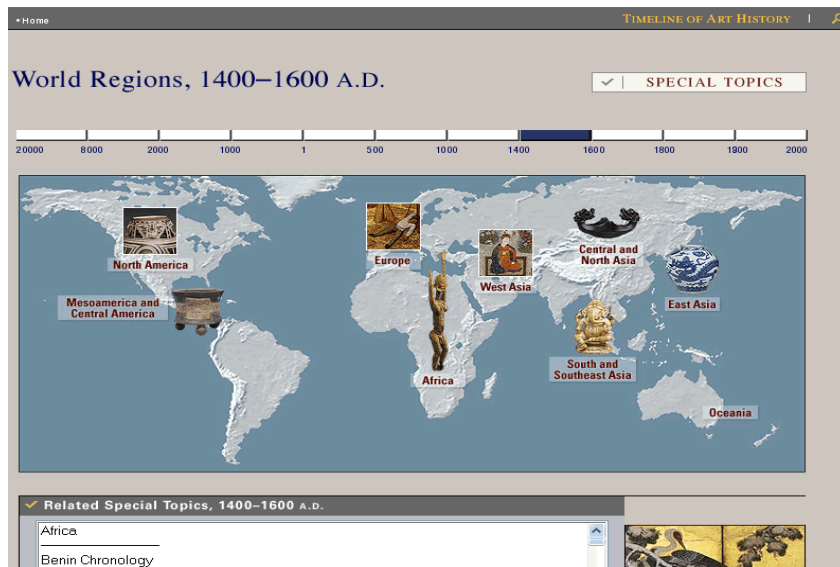 • Home
TIMELINE OF ART HISTORY |
World Regions, 1400–1600 A.D.
| SPECIAL TOPICS
20000 8000 2000 1000 1 500 1000 1400 1600 1800 1900 2000
North America
Europe
Central and
North Asia
West Asia
Mesoamerica and
Central America
East Asia
South and
Southeast Asia
Africa
Oceania
Related Special Topics, 1400–1600 A.D.
Africa
Benin Chronology